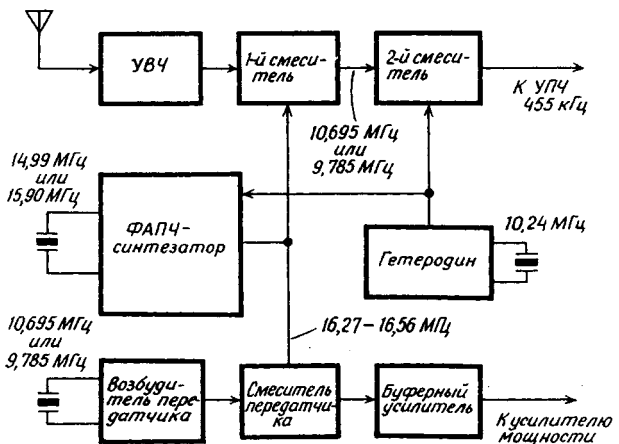 УВЧ
1-й смеси-
тель
2-й смеси-
тель
К УПЧ
455 кГц
10,695 МГц
или
9,785 МГц
14,99 МГц
или
15,90 МГц
ФАПЧ-
синтезатор
Гетеродин
10,24 МГц
16,27–16,56 МГц
10,695 МГц
или
9,785 МГц
Возбуди-
тель пере-
датчика
Смеситель
передатчи-
ка
Буферный
усилитель
К усилителю
мощности